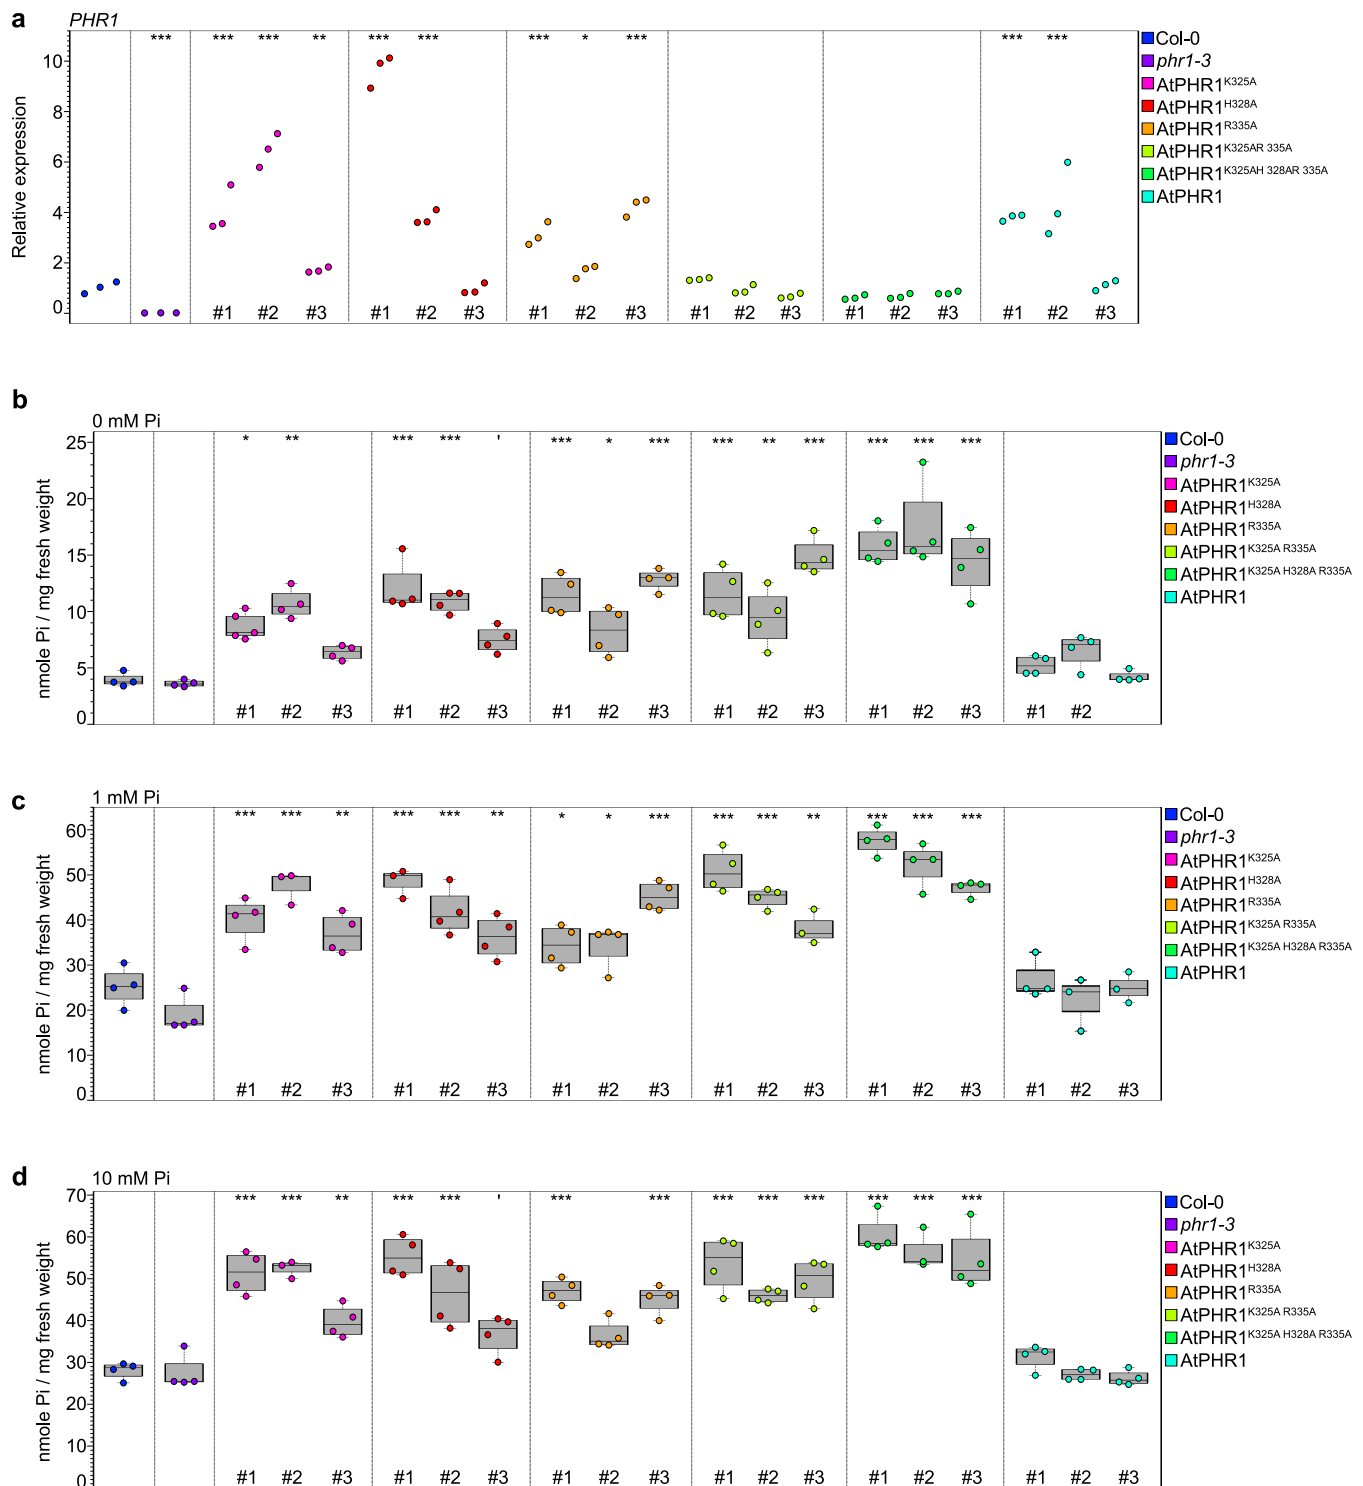 a
PHR1
*** *** *** ** *** *** *** * *** *** ***
Relative expression
10
8
6
4
2
0
#1 #2 #3 #1 #2 #3 #1 #2 #3 #1 #2 #3 #1 #2 #3 #1 #2 #3
Col-0
phr1-3
AtPHR1K325A
AtPHR1H328A
AtPHR1R335A
AtPHR1K325AR 335A
AtPHR1K325AH 328AR 335A
AtPHR1
b
0 mM Pi
* ** *** *** ' *** * *** *** ** *** *** *** ***
nmole Pi / mg fresh weight
25
20
15
10
5
0
#1 #2 #3 #1 #2 #3 #1 #2 #3 #1 #2 #3 #1 #2 #3 #1 #2
Col-0
phr1-3
AtPHR1K325A
AtPHR1H328A
AtPHR1R335A
AtPHR1K325A R335A
AtPHR1K325A H328A R335A
AtPHR1
c
1 mM Pi
*** *** ** *** *** ** * * *** *** *** ** *** *** ***
nmole Pi / mg fresh weight
60
50
40
30
20
10
0
#1 #2 #3 #1 #2 #3 #1 #2 #3 #1 #2 #3 #1 #2 #3 #1 #2 #3
Col-0
phr1-3
AtPHR1K325A
AtPHR1H328A
AtPHR1R335A
AtPHR1K325A R335A
AtPHR1K325A H328A R335A
AtPHR1
d
10 mM Pi
*** *** ** *** *** ' *** *** *** *** *** *** *** ***
nmole Pi / mg fresh weight
70
60
50
40
30
20
10
0
#1 #2 #3 #1 #2 #3 #1 #2 #3 #1 #2 #3 #1 #2 #3 #1 #2 #3
Col-0
phr1-3
AtPHR1K325A
AtPHR1H328A
AtPHR1R335A
AtPHR1K325A R335A
AtPHR1K325A H328A R335A
AtPHR1